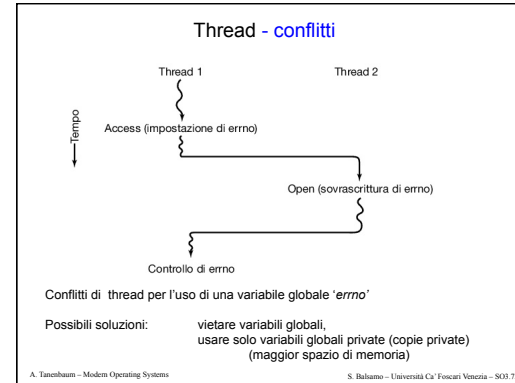 Thread - conflitti
Thread 1
Thread 2
Tempo
Access (impostazione di errno)
Open (sovrascrittura di errno)
Controllo di errno
Conflitti di thread per l'uso di una variabile globale 'errno'
Possibili soluzioni: vietare variabili globali,
usare solo variabili globali private (copie private)
(maggior spazio di memoria)
A. Tanenbaum – Modern Operating Systems
S. Balsamo – Università Ca' Foscari Venezia – SO3.7